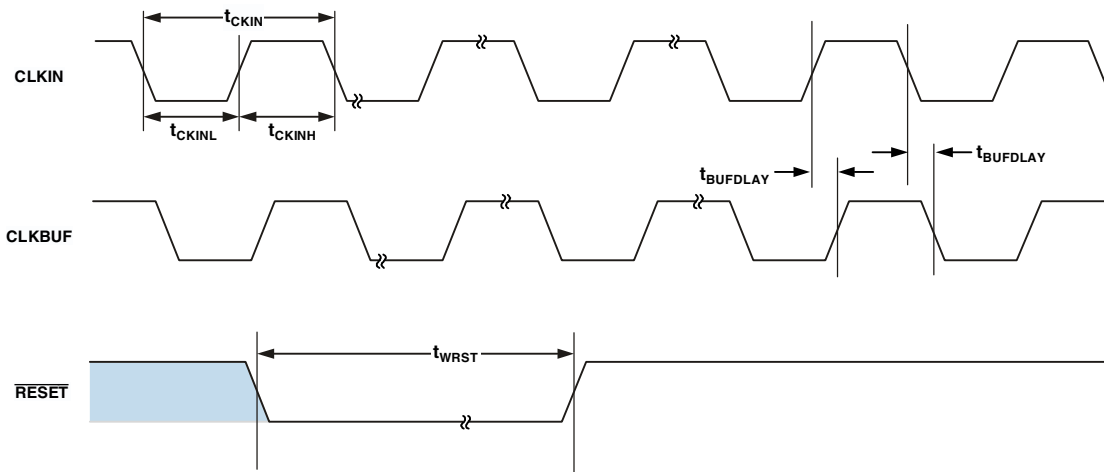 tCKIN
CLKIN
tCKINL
tCKINH
tBUFDLAY
tBUFDLAY
CLKBUF
tWRST
RESET